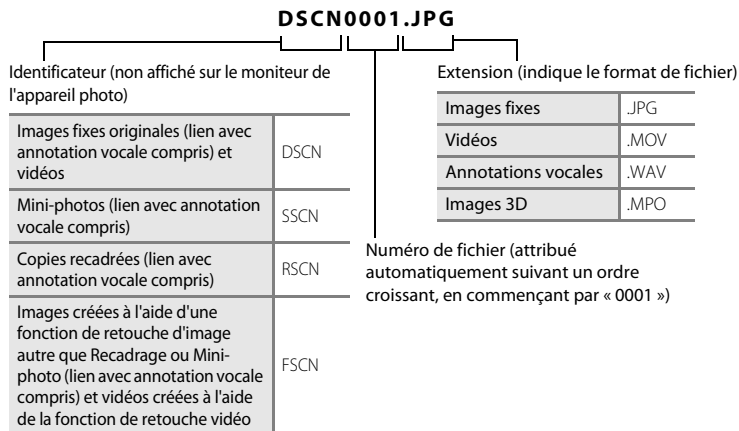 DSCN0001.JPG
Identificateur (non affiché sur le moniteur de
l'appareil photo)
Images fixes originales (lien avec
annotation vocale compris) et
vidéos
DSCN
Mini-photos (lien avec annotation
vocale compris)
SSCN
Copies recadrées (lien avec
annotation vocale compris)
RSCN
Images créées à l'aide d'une
fonction de retouche d'image
autre que Recadrage ou Mini-
photo (lien avec annotation vocale
compris) et vidéos créées à l'aide
de la fonction de retouche vidéo
FSCN
Extension (indique le format de fichier)
Images fixes .JPG
Vidéos .MOV
Annotations vocales .WAV
Images 3D .MPO
Numéro de fichier (attribué
automatiquement suivant un ordre
croissant, en commençant par « 0001 »)